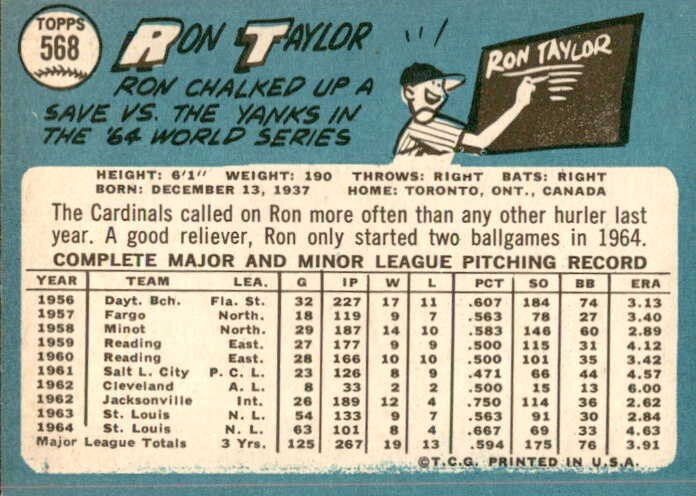 TOPPS
568
RON TAYLOR
RON CHALKED UP A
SAVE VS. THE YANKS IN
THE '64 WORLD SERIES
RON TAYLOR
HEIGHT: 6'1" WEIGHT: 190 THROWS: RIGHT BATS: RIGHT
BORN: DECEMBER 13, 1937 HOME: TORONTO, ONT., CANADA
The Cardinals called on Ron more often than any other hurler last
year. A good reliever, Ron only started two ballgames in 1964.
COMPLETE MAJOR AND MINOR LEAGUE PITCHING RECORD
YEAR TEAM LEA. G IP W L PCT SO BB ERA
1956 Dayt. Bch. Fla. St. 32 227 17 11 .607 184 74 3.13
1957 Fargo North. 18 119 9 7 .563 78 27 3.40
1958 Minot North. 29 187 14 10 .583 146 60 2.89
1959 Reading East. 27 177 9 9 .500 115 31 4.12
1960 Reading East. 28 166 10 10 .500 101 35 3.42
1961 Salt L. City P. C. L. 23 126 8 9 .471 66 44 4.57
1962 Cleveland A. L. 8 33 2 2 .500 15 13 6.00
1962 Jacksonville Int. 26 189 12 4 .750 114 36 2.62
1963 St. Louis N. L. 54 133 9 7 .563 91 30 2.84
1964 St. Louis N. L. 63 101 8 4 .667 69 33 4.63
Major League Totals 3 Yrs. 125 267 19 13 .594 175 76 3.91
©T.C.G. PRINTED IN U.S.A.